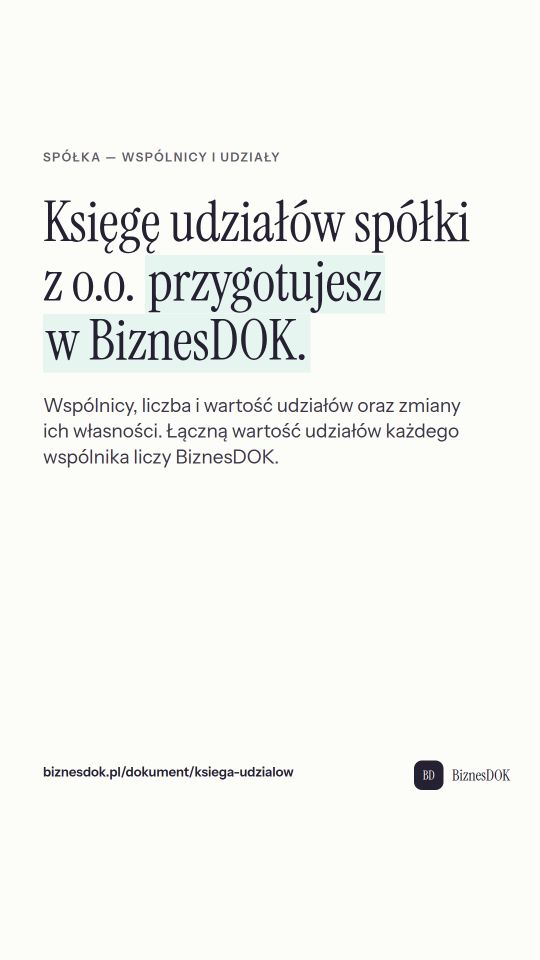 SPÓŁKA — WSPÓLNICY I UDZIAŁY
Księgę udziałów spółki
z o.o. przygotujesz
w BiznesDOK.
Wspólnicy, liczba i wartość udziałów oraz zmiany
ich własności. Łączną wartość udziałów każdego
wspólnika liczy BiznesDOK.
biznesdok.pl/dokument/ksiega-udzialow
BD BiznesDOK